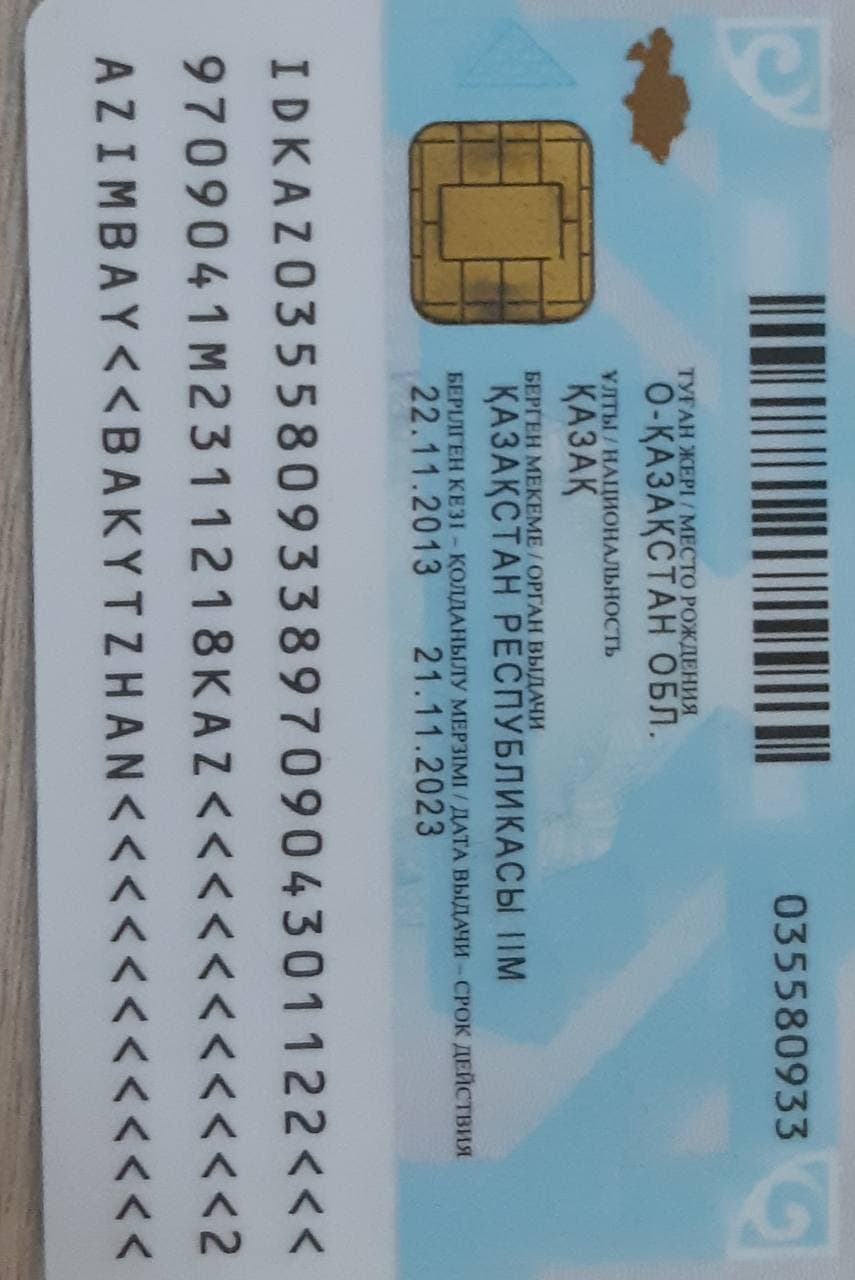 035580933
ТУҒАН ЖЕРІ / МЕСТО РОЖДЕНИЯ
О-ҚАЗАҚСТАН ОБЛ.
ҰЛТЫ / НАЦИОНАЛЬНОСТЬ
ҚАЗАҚ
БЕРГЕН МЕКЕМЕ / ОРГАН ВЫДАЧИ
ҚАЗАҚСТАН РЕСПУБЛИКАСЫ ІІМ
БЕРІЛГЕН КЕЗІ – ҚОЛДАНЫЛУ МЕРЗІМІ / ДАТА ВЫДАЧИ – СРОК ДЕЙСТВИЯ
22.11.2013 21.11.2023
IDKAZ0355809338970904301122<<<
9709041M2311218KAZ<<<<<<<<<<<2
AZIMBAY<<BAKYTZHAN<<<<<<<<<<<<